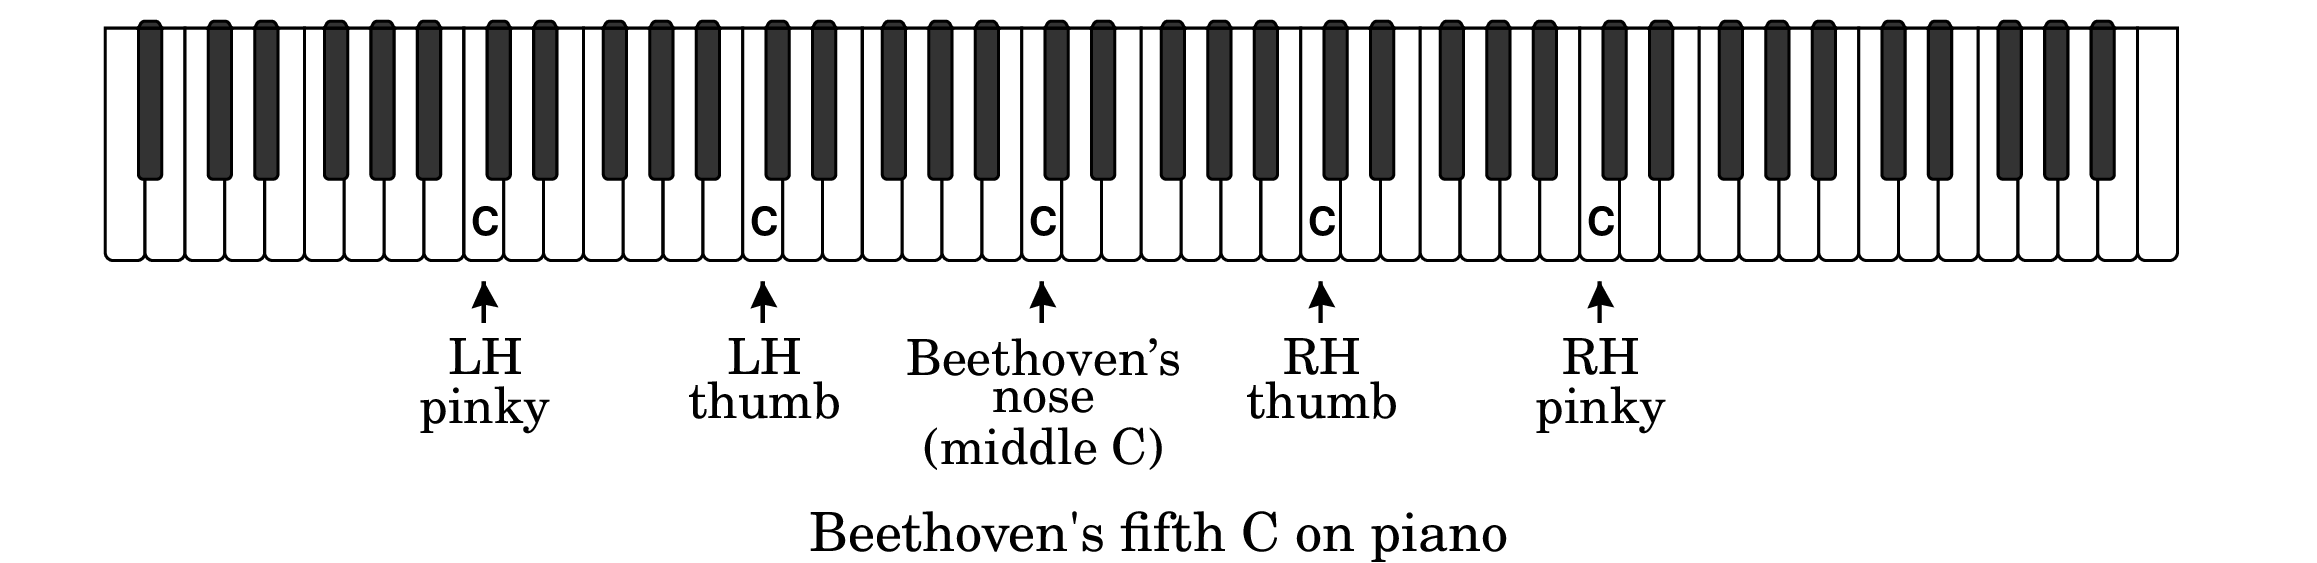 C C C C C
LH pinky
LH thumb
Beethoven’s nose (middle C)
RH thumb
RH pinky
Beethoven's fifth C on piano